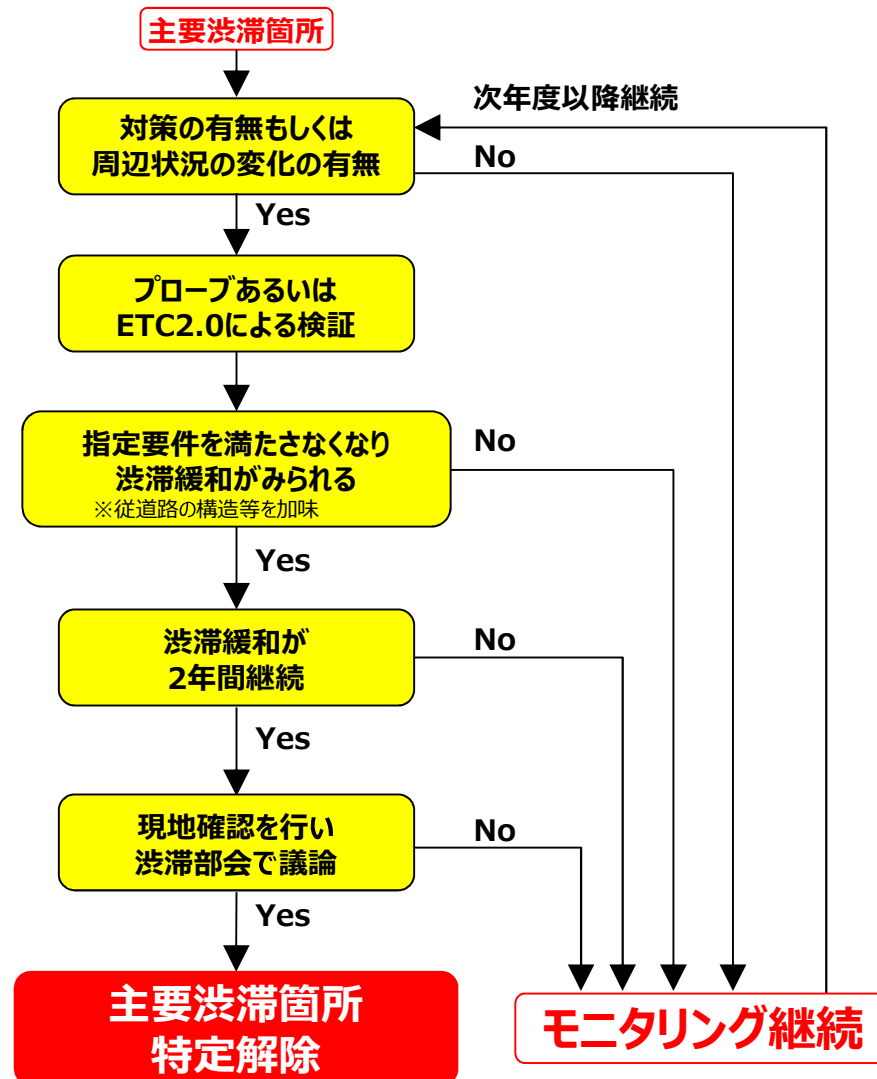 主要渋滞箇所
次年度以降継続
対策の有無もしくは
周辺状況の変化の有無
No
Yes
プローブあるいは
ETC2.0による検証
指定要件を満たさなくなり
渋滞緩和がみられる
※従道路の構造等を加味
No
Yes
渋滞緩和が
2年間継続
No
Yes
現地確認を行い
渋滞部会で議論
No
Yes
主要渋滞箇所
特定解除
モニタリング継続